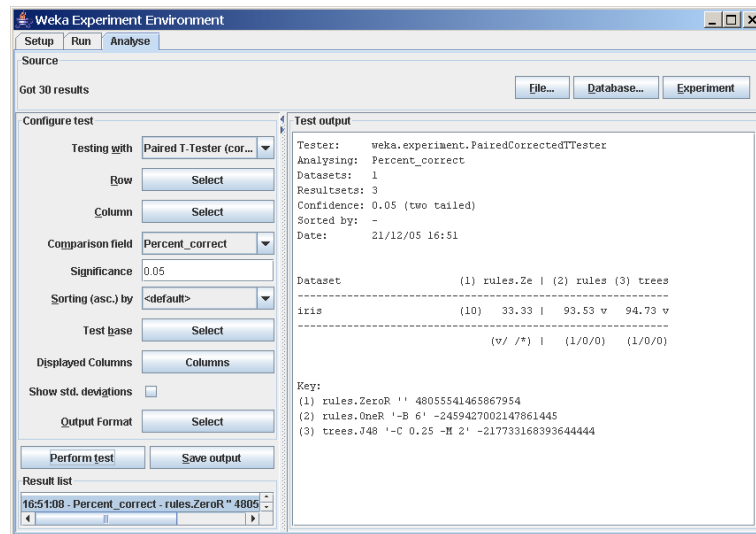 Weka Experiment Environment
Setup Run Analyse
Source
Got 30 results
File... Database... Experiment
Configure test
Testing with Paired T-Tester (cor...
Row Select
Column Select
Comparison field Percent_correct
Significance 0.05
Sorting (asc.) by <default>
Test base Select
Displayed Columns Columns
Show std. deviations
Output Format Select
Perform test Save output
Result list
16:51:08 - Percent_correct - rules.ZeroR '' 4805
Test output
Tester: weka.experiment.PairedCorrectedTTester
Analysing: Percent_correct
Datasets: 1
Resultsets: 3
Confidence: 0.05 (two tailed)
Sorted by: -
Date: 21/12/05 16:51
Dataset (1) rules.Ze | (2) rules (3) trees
--------------------------------------------------------------
iris (10) 33.33 | 93.53 v 94.73 v
--------------------------------------------------------------
(v/ /*) | (1/0/0) (1/0/0)
Key:
(1) rules.ZeroR '' 48055541465867954
(2) rules.OneR '-B 6' -2459427002147861445
(3) trees.J48 '-C 0.25 -M 2' -217733168393644444